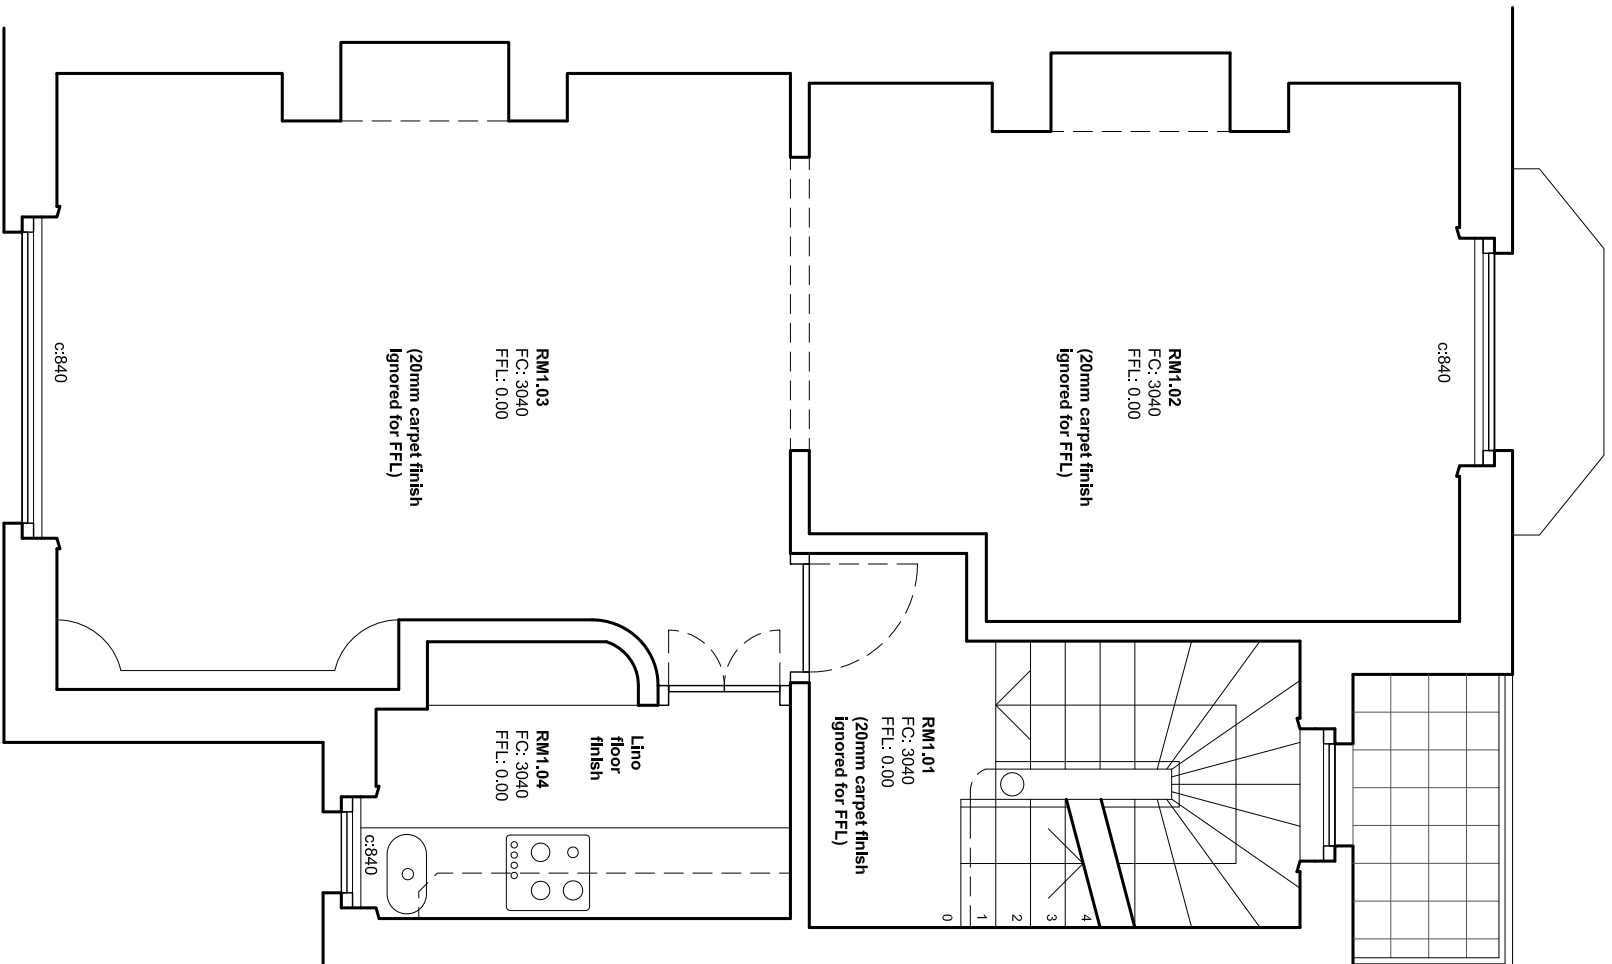 c:840
RM1.02
FC: 3040
FFL: 0.00
(20mm carpet finish
ignored for FFL)
RM1.03
FC: 3040
FFL: 0.00
(20mm carpet finish
ignored for FFL)
c:840
RM1.01
FC: 3040
FFL: 0.00
(20mm carpet finish
ignored for FFL)
4
3
2
1
0
Lino
floor
finish
RM1.04
FC: 3040
FFL: 0.00
c:840